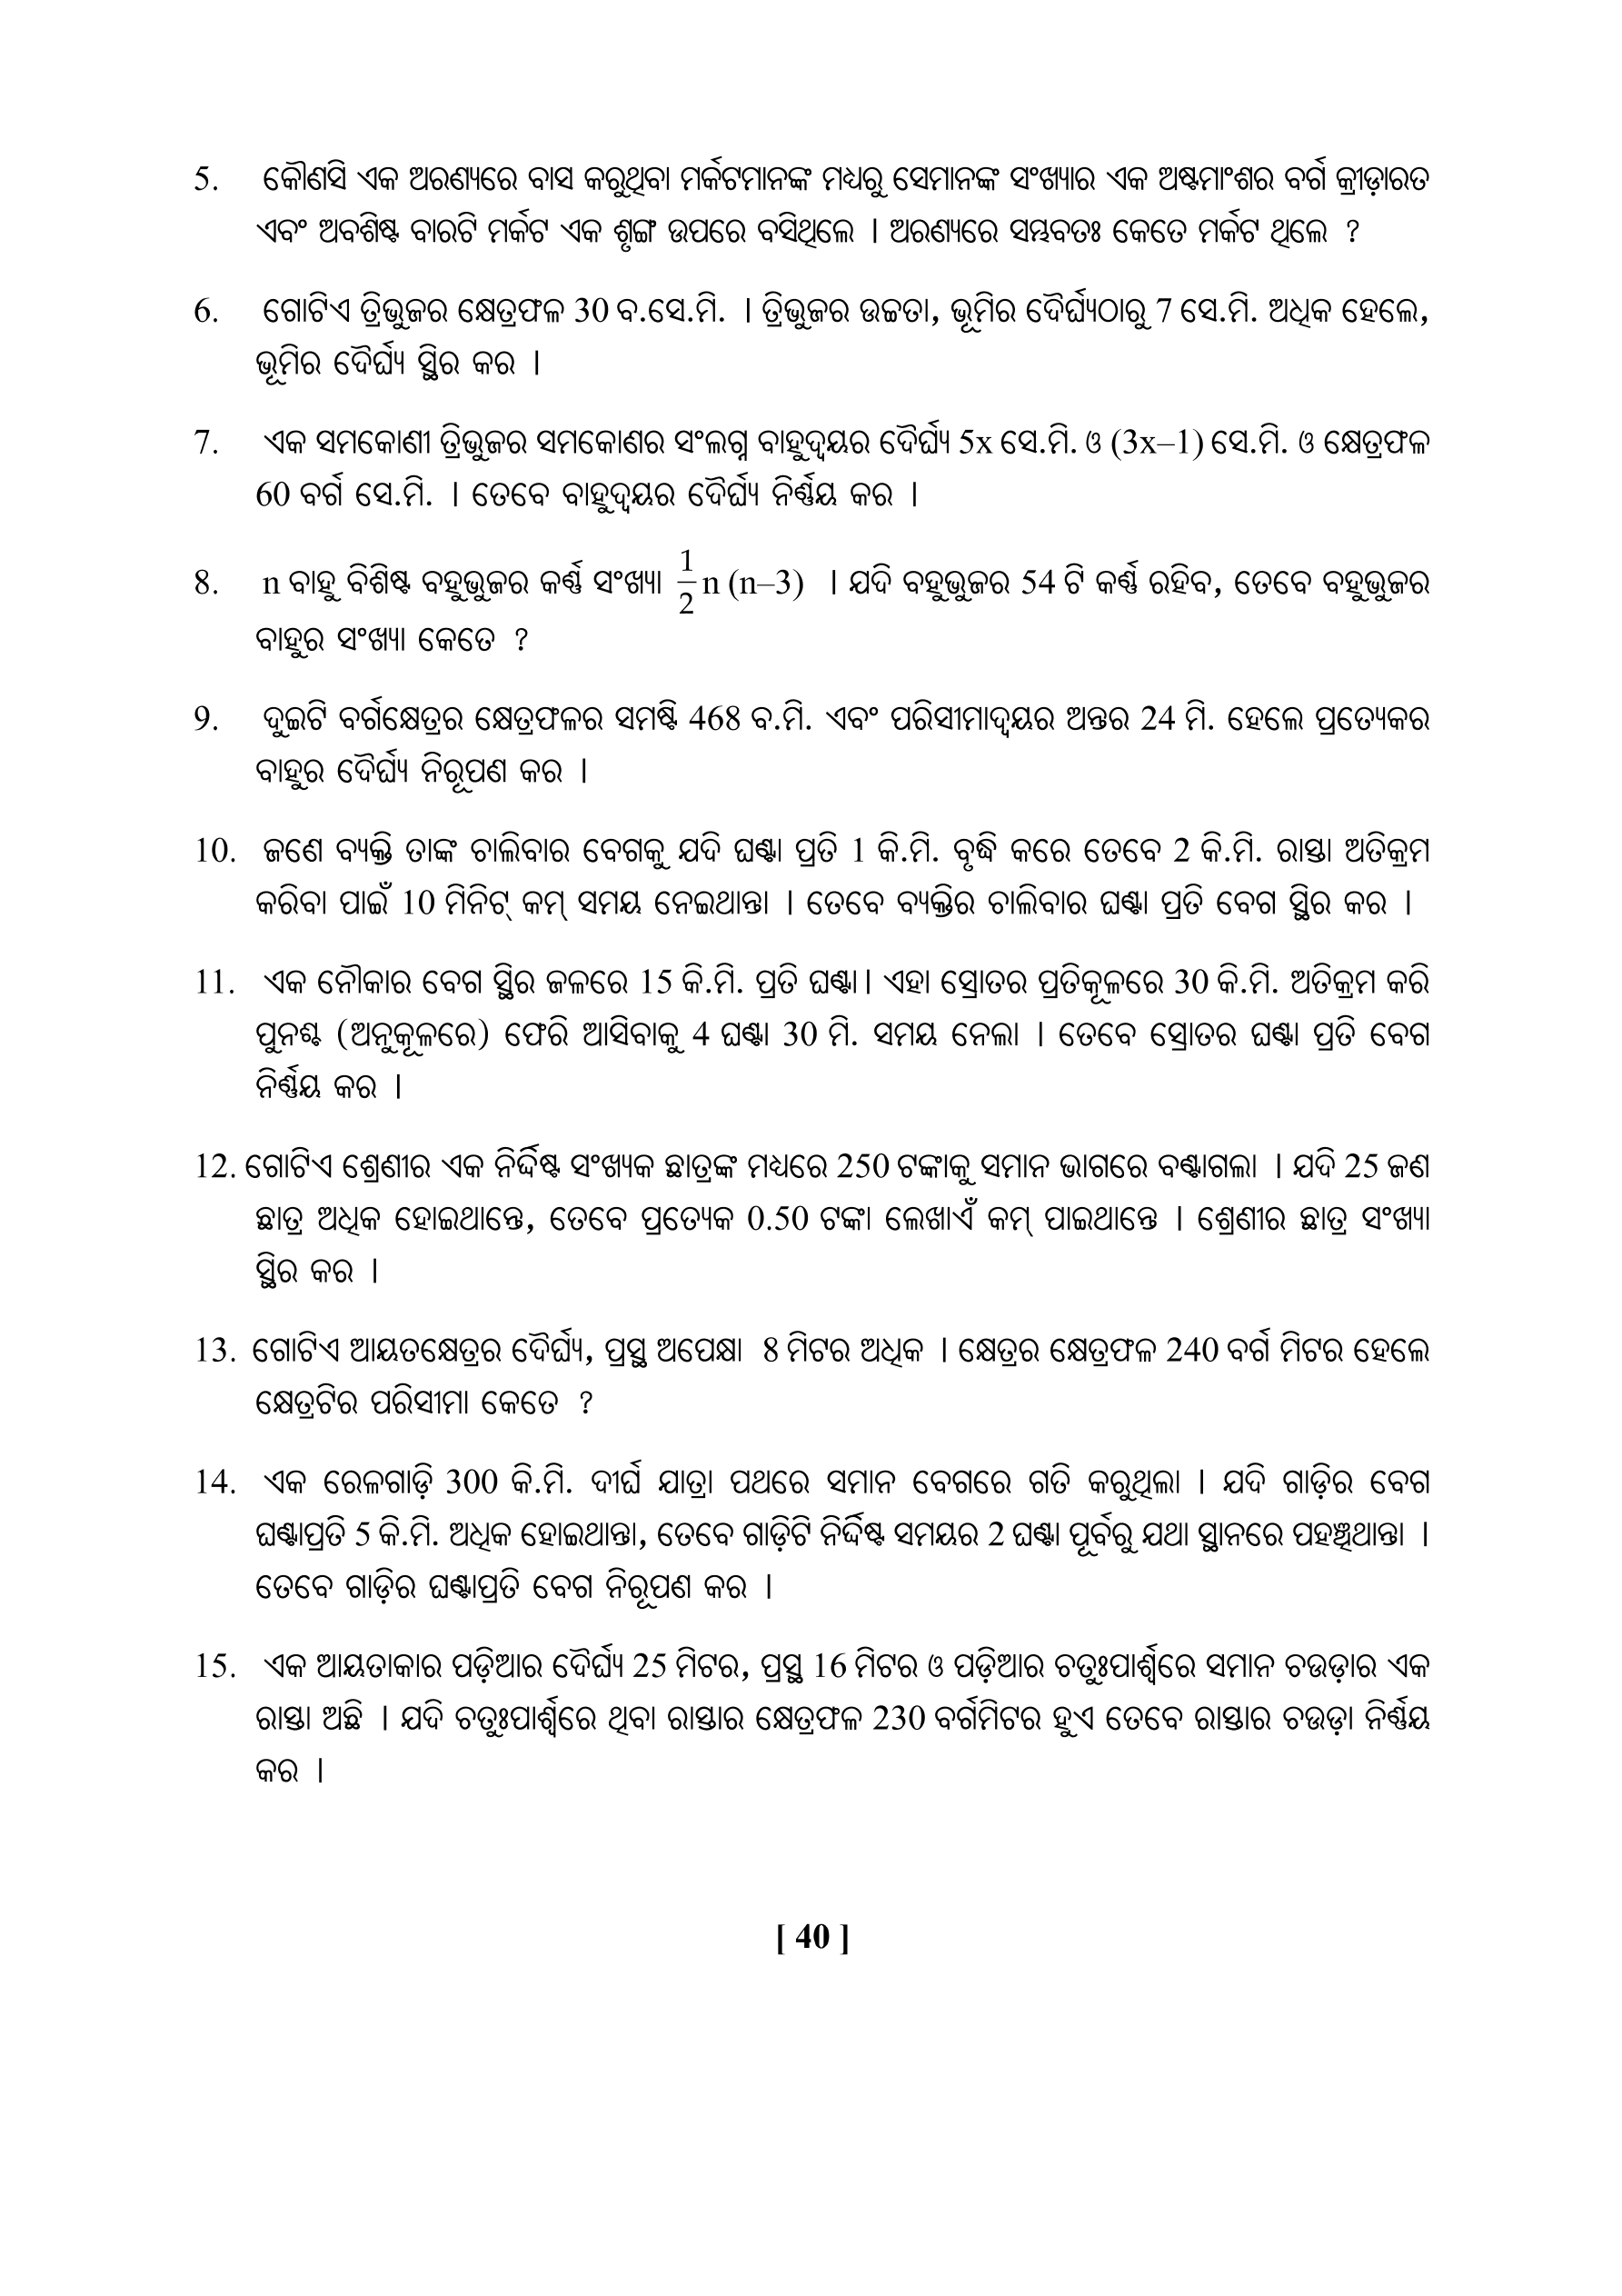 5. କୌଣସି ଏକ ଅରଣ୍ୟରେ ବାସ କରୁଥିବା ମର୍କଟମାନଙ୍କ ମଧ୍ୟରୁ ସେମାନଙ୍କ ସଂଖ୍ୟାର ଏକ ଅଷ୍ଟମାଂଶର ବର୍ଗ କ୍ରୀଡ଼ାରତ
ଏବଂ ଅବଶିଷ୍ଟ ବାରଟି ମର୍କଟ ଏକ ଶୃଙ୍ଗ ଉପରେ ବସିଥିଲେ । ଅରଣ୍ୟରେ ସମ୍ଭବତଃ କେତେ ମର୍କଟ ଥିଲେ ?
6. ଗୋଟିଏ ତ୍ରିଭୁଜର କ୍ଷେତ୍ରଫଳ 30 ବ.ସେ.ମି. । ତ୍ରିଭୁଜର ଉଚ୍ଚତା, ଭୂମିର ଦୈର୍ଘ୍ୟଠାରୁ 7 ସେ.ମି. ଅଧିକ ହେଲେ,
ଭୂମିର ଦୈର୍ଘ୍ୟ ସ୍ଥିର କର ।
7. ଏକ ସମକୋଣୀ ତ୍ରିଭୁଜର ସମକୋଣର ସଂଲଗ୍ନ ବାହୁଦ୍ୱୟର ଦୈର୍ଘ୍ୟ 5x ସେ.ମି. ଓ (3x–1) ସେ.ମି. ଓ କ୍ଷେତ୍ରଫଳ
60 ବର୍ଗ ସେ.ମି. । ତେବେ ବାହୁଦ୍ୱୟର ଦୈର୍ଘ୍ୟ ନିର୍ଣ୍ଣୟ କର ।
8. n ବାହୁ ବିଶିଷ୍ଟ ବହୁଭୁଜର କର୍ଣ୍ଣ ସଂଖ୍ୟା 1/2 n (n–3) । ଯଦି ବହୁଭୁଜର 54 ଟି କର୍ଣ୍ଣ ରହିବ, ତେବେ ବହୁଭୁଜର
ବାହୁର ସଂଖ୍ୟା କେତେ ?
9. ଦୁଇଟି ବର୍ଗକ୍ଷେତ୍ରର କ୍ଷେତ୍ରଫଳର ସମଷ୍ଟି 468 ବ.ମି. ଏବଂ ପରିସୀମାଦ୍ୱୟର ଅନ୍ତର 24 ମି. ହେଲେ ପ୍ରତ୍ୟେକର
ବାହୁର ଦୈର୍ଘ୍ୟ ନିରୂପଣ କର ।
10. ଜଣେ ବ୍ୟକ୍ତି ତାଙ୍କ ଚାଲିବାର ବେଗକୁ ଯଦି ଘଣ୍ଟା ପ୍ରତି 1 କି.ମି. ବୃଦ୍ଧି କରେ ତେବେ 2 କି.ମି. ରାସ୍ତା ଅତିକ୍ରମ
କରିବା ପାଇଁ 10 ମିନିଟ୍ କମ୍ ସମୟ ନେଇଥାନ୍ତା । ତେବେ ବ୍ୟକ୍ତିର ଚାଲିବାର ଘଣ୍ଟା ପ୍ରତି ବେଗ ସ୍ଥିର କର ।
11. ଏକ ନୌକାର ବେଗ ସ୍ଥିର ଜଳରେ 15 କି.ମି. ପ୍ରତି ଘଣ୍ଟା। ଏହା ସ୍ରୋତର ପ୍ରତିକୂଳରେ 30 କି.ମି. ଅତିକ୍ରମ କରି
ପୁନଶ୍ଚ (ଅନୁକୂଳରେ) ଫେରି ଆସିବାକୁ 4 ଘଣ୍ଟା 30 ମି. ସମୟ ନେଲା । ତେବେ ସ୍ରୋତର ଘଣ୍ଟା ପ୍ରତି ବେଗ
ନିର୍ଣ୍ଣୟ କର ।
12. ଗୋଟିଏ ଶ୍ରେଣୀର ଏକ ନିର୍ଦ୍ଦିଷ୍ଟ ସଂଖ୍ୟକ ଛାତ୍ରଙ୍କ ମଧ୍ୟରେ 250 ଟଙ୍କାକୁ ସମାନ ଭାଗରେ ବଣ୍ଟାଗଲା । ଯଦି 25 ଜଣ
ଛାତ୍ର ଅଧିକ ହୋଇଥାନ୍ତେ, ତେବେ ପ୍ରତ୍ୟେକ 0.50 ଟଙ୍କା ଲେଖାଏଁ କମ୍ ପାଇଥାନ୍ତେ । ଶ୍ରେଣୀର ଛାତ୍ର ସଂଖ୍ୟା
ସ୍ଥିର କର ।
13. ଗୋଟିଏ ଆୟତକ୍ଷେତ୍ରର ଦୈର୍ଘ୍ୟ, ପ୍ରସ୍ଥ ଅପେକ୍ଷା 8 ମିଟର ଅଧିକ । କ୍ଷେତ୍ରର କ୍ଷେତ୍ରଫଳ 240 ବର୍ଗ ମିଟର ହେଲେ
କ୍ଷେତ୍ରଟିର ପରିସୀମା କେତେ ?
14. ଏକ ରେଳଗାଡ଼ି 300 କି.ମି. ଦୀର୍ଘ ଯାତ୍ରା ପଥରେ ସମାନ ବେଗରେ ଗତି କରୁଥିଲା । ଯଦି ଗାଡ଼ିର ବେଗ
ଘଣ୍ଟାପ୍ରତି 5 କି.ମି. ଅଧିକ ହୋଇଥାନ୍ତା, ତେବେ ଗାଡ଼ିଟି ନିର୍ଦ୍ଦିଷ୍ଟ ସମୟର 2 ଘଣ୍ଟା ପୂର୍ବରୁ ଯଥା ସ୍ଥାନରେ ପହଞ୍ଚିଥାନ୍ତା ।
ତେବେ ଗାଡ଼ିର ଘଣ୍ଟାପ୍ରତି ବେଗ ନିରୂପଣ କର ।
15. ଏକ ଆୟତାକାର ପଡ଼ିଆର ଦୈର୍ଘ୍ୟ 25 ମିଟର, ପ୍ରସ୍ଥ 16 ମିଟର ଓ ପଡ଼ିଆର ଚତୁଃପାର୍ଶ୍ୱରେ ସମାନ ଚଉଡ଼ାର ଏକ
ରାସ୍ତା ଅଛି । ଯଦି ଚତୁଃପାର୍ଶ୍ୱରେ ଥିବା ରାସ୍ତାର କ୍ଷେତ୍ରଫଳ 230 ବର୍ଗମିଟର ହୁଏ ତେବେ ରାସ୍ତାର ଚଉଡ଼ା ନିର୍ଣ୍ଣୟ
କର ।
[ 40 ]